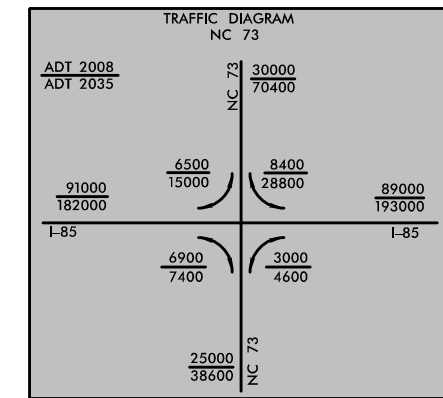 TRAFFIC DIAGRAM
NC 73
ADT 2008
ADT 2035
NC 73
30000
70400
6500
15000
8400
28800
91000
182000
89000
193000
I-85
I-85
6900
7400
3000
4600
25000
38600
NC 73